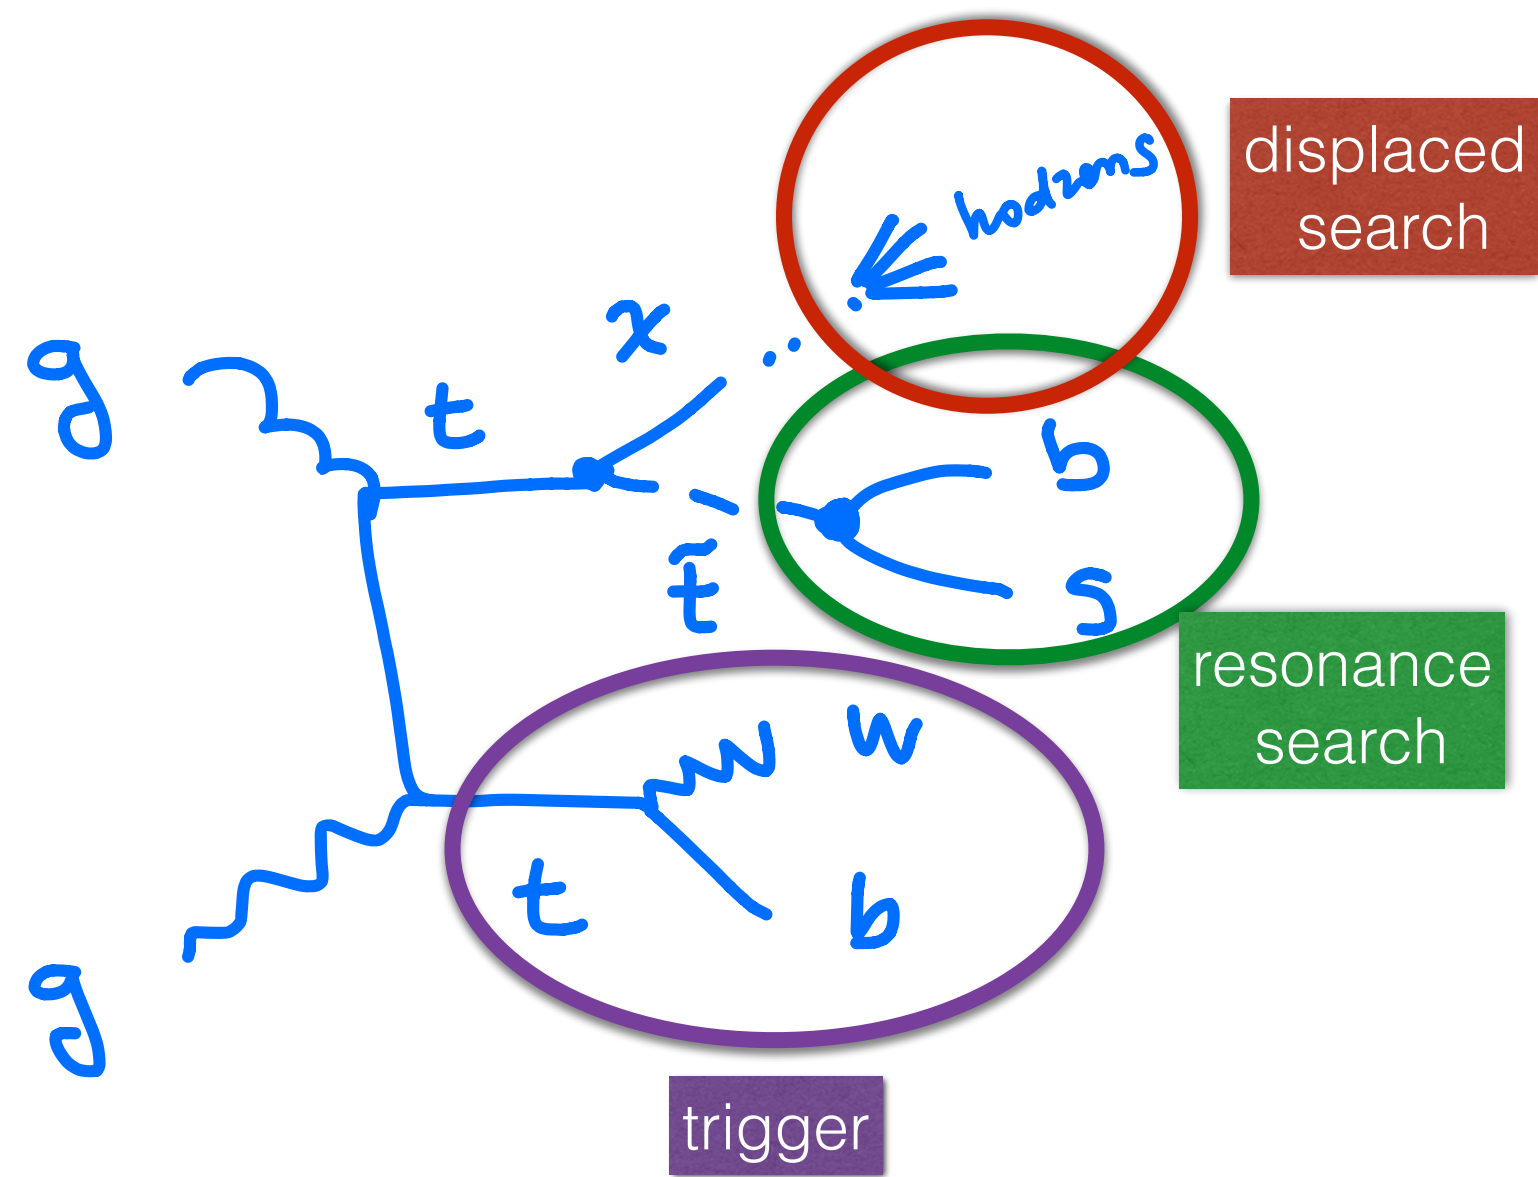 displaced
search
hadrons
x
g
t
b
t̃
s
resonance
search
W
t
b
g
trigger